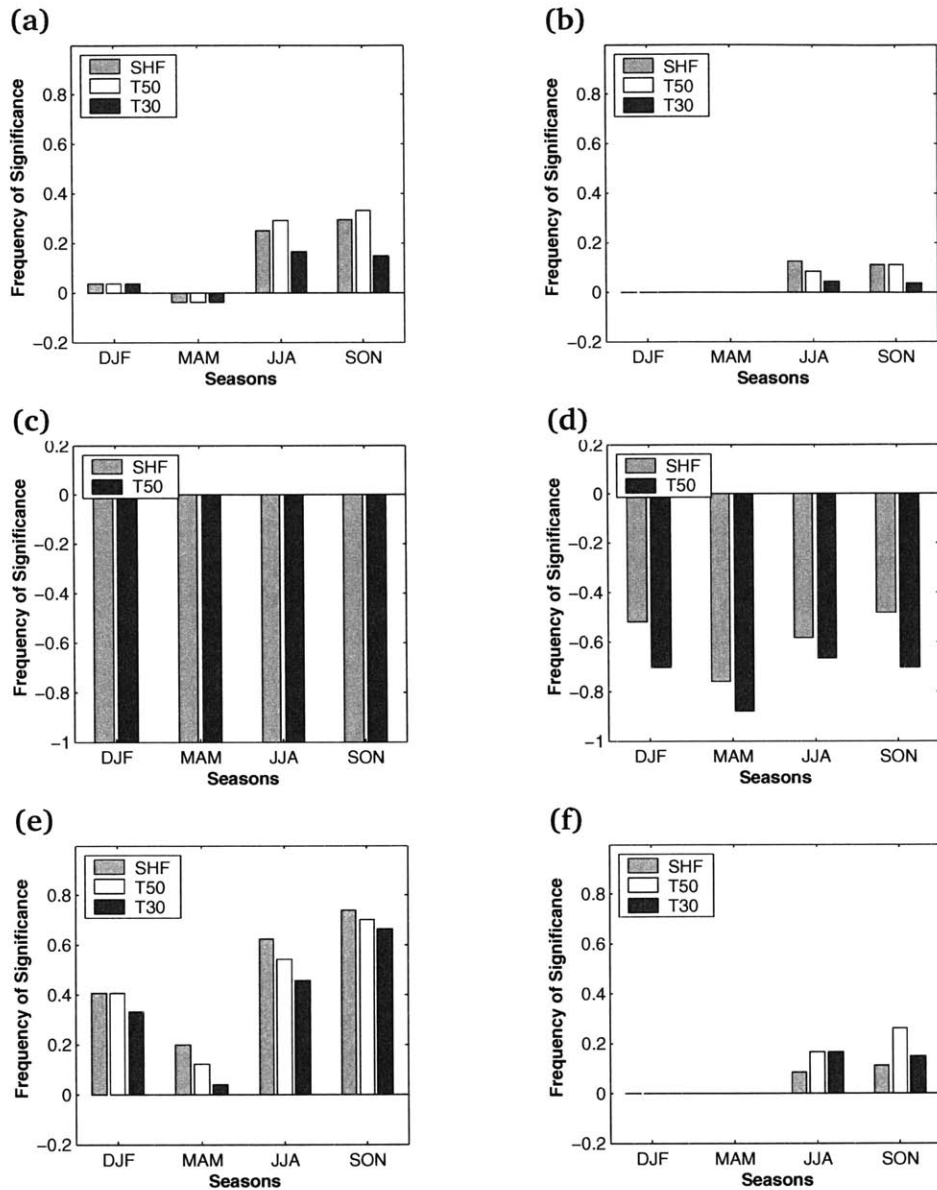 (a)
Frequency of Significance
0.8
0.6
0.4
0.2
0
−0.2
SHF
T50
T30
DJF MAM JJA SON
Seasons
(b)
Frequency of Significance
0.8
0.6
0.4
0.2
0
−0.2
SHF
T50
T30
DJF MAM JJA SON
Seasons
(c)
Frequency of Significance
0.2
0
−0.2
−0.4
−0.6
−0.8
−1
SHF
T50
DJF MAM JJA SON
Seasons
(d)
Frequency of Significance
0.2
0
−0.2
−0.4
−0.6
−0.8
−1
SHF
T50
DJF MAM JJA SON
Seasons
(e)
Frequency of Significance
0.8
0.6
0.4
0.2
0
−0.2
SHF
T50
T30
DJF MAM JJA SON
Seasons
(f)
Frequency of Significance
0.8
0.6
0.4
0.2
0
−0.2
SHF
T50
T30
DJF MAM JJA SON
Seasons